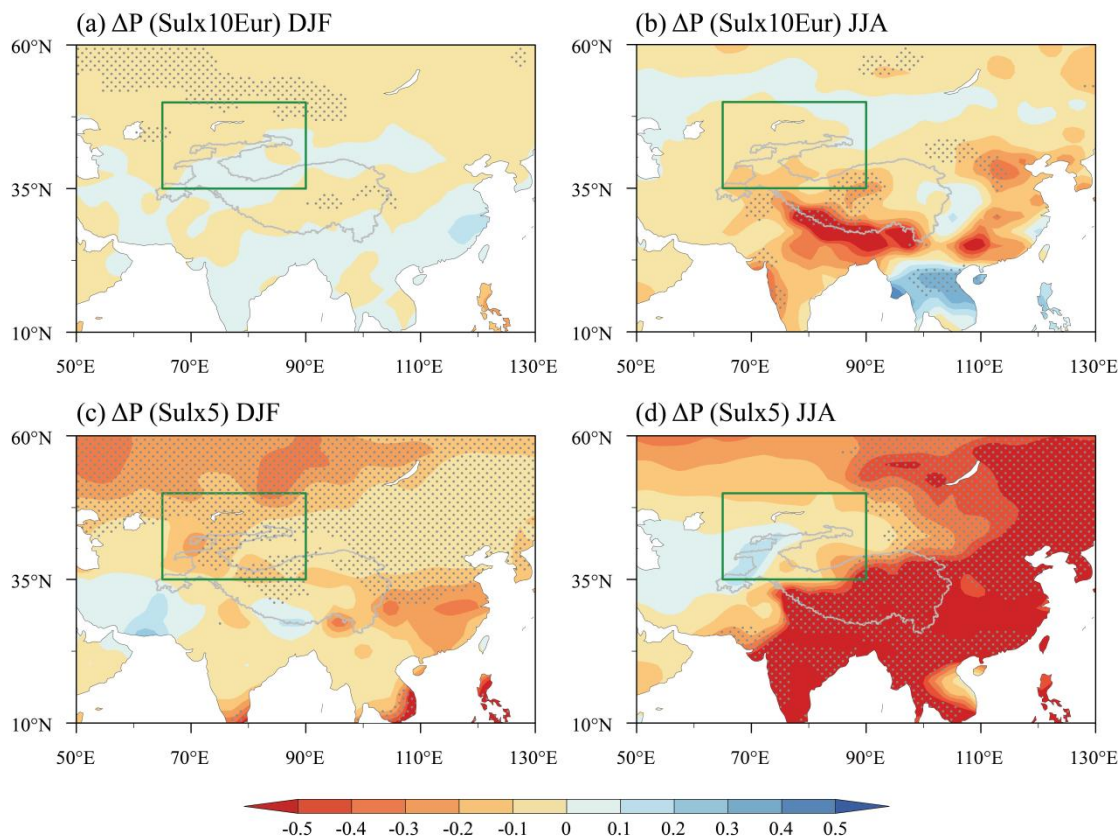 (a) ΔP (Sulx10Eur) DJF
(b) ΔP (Sulx10Eur) JJA
60°N
60°N
35°N
35°N
10°N
10°N
50°E 70°E 90°E 110°E 130°E
50°E 70°E 90°E 110°E 130°E
(c) ΔP (Sulx5) DJF
(d) ΔP (Sulx5) JJA
60°N
60°N
35°N
35°N
10°N
10°N
50°E 70°E 90°E 110°E 130°E
50°E 70°E 90°E 110°E 130°E
-0.5 -0.4 -0.3 -0.2 -0.1 0 0.1 0.2 0.3 0.4 0.5